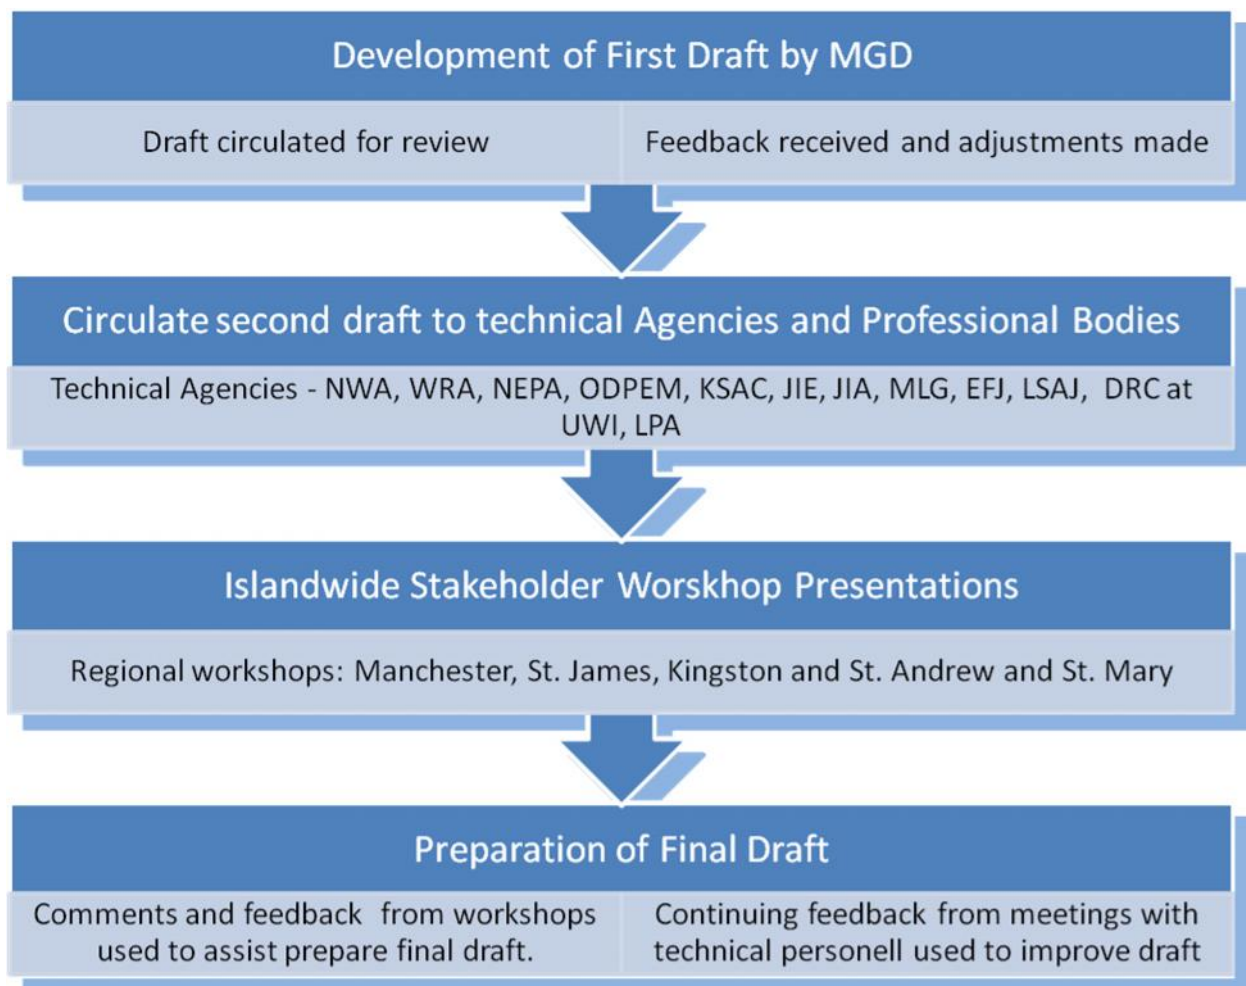 Development of First Draft by MGD
Draft circulated for review
Feedback received and adjustments made
Circulate second draft to technical Agencies and Professional Bodies
Technical Agencies - NWA, WRA, NEPA, ODPEM, KSAC, JIE, JIA, MLG, EFJ, LSAJ, DRC at
UWI, LPA
Islandwide Stakeholder Worskhop Presentations
Regional workshops: Manchester, St. James, Kingston and St. Andrew and St. Mary
Preparation of Final Draft
Comments and feedback from workshops
used to assist prepare final draft.
Continuing feedback from meetings with
technical personell used to improve draft